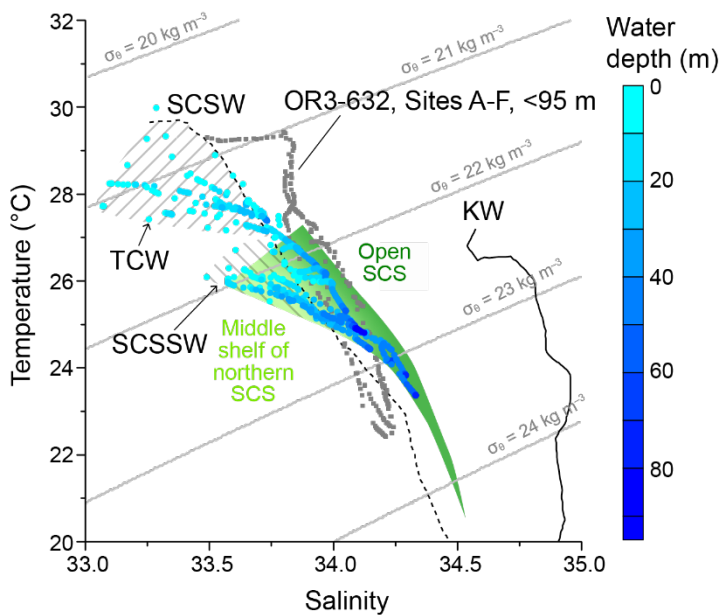 Water
depth (m)
32
30
28
26
24
22
20
Temperature (°C)
33.0
33.5
34.0
34.5
35.0
Salinity
σθ = 20 kg m⁻³
σθ = 21 kg m⁻³
σθ = 22 kg m⁻³
σθ = 23 kg m⁻³
σθ = 24 kg m⁻³
SCSW
OR3-632, Sites A-F, <95 m
KW
TCW
Open
SCS
SCSSW
Middle
shelf of
northern
SCS
0
20
40
60
80